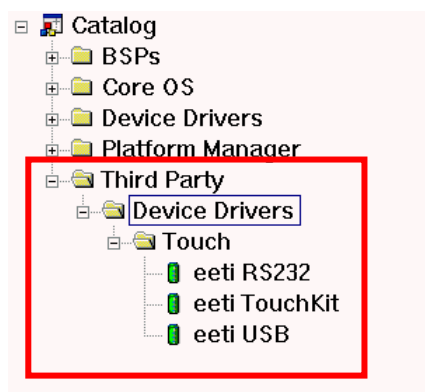 Catalog
BSPs
Core OS
Device Drivers
Platform Manager
Third Party
Device Drivers
Touch
eeti RS232
eeti TouchKit
eeti USB